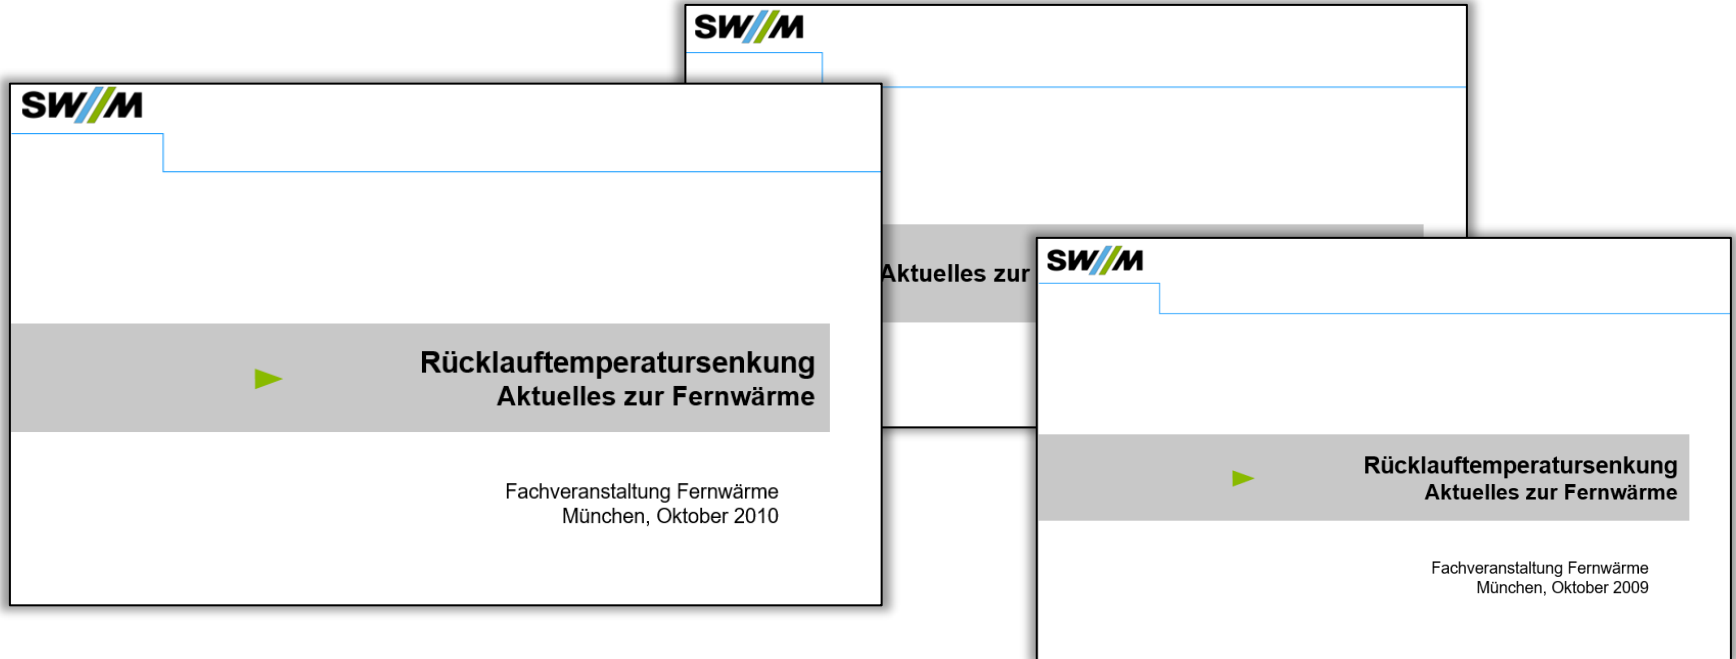 SW//M
Rücklauftemperatursenkung
Aktuelles zur Fernwärme
Fachveranstaltung Fernwärme
München, Oktober 2010
SW//M
Aktuelles zur
SW//M
Rücklauftemperatursenkung
Aktuelles zur Fernwärme
Fachveranstaltung Fernwärme
München, Oktober 2009